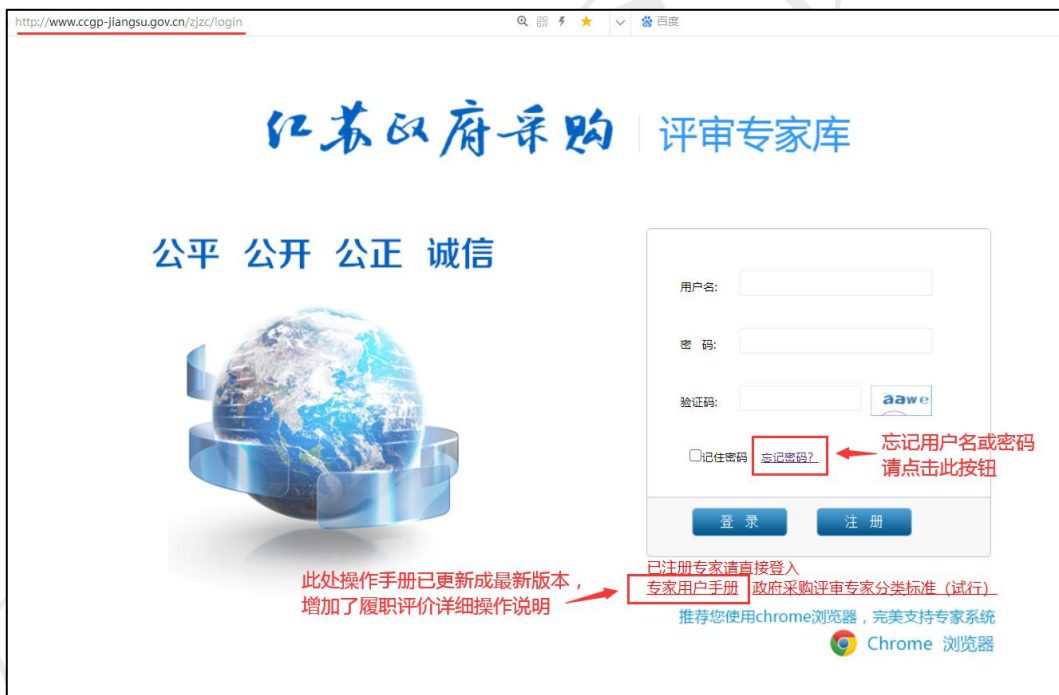 http://www.ccgp-jiangsu.gov.cn/zjzc/login
百度
江苏政府采购 评审专家库
公平 公开 公正 诚信
用户名:
密 码:
验证码:
aawe
记住密码 忘记密码?
忘记用户名或密码
请点击此按钮
登 录 注 册
已注册专家请直接登入
此处操作手册已更新成最新版本，
增加了履职评价详细操作说明
专家用户手册 政府采购评审专家分类标准（试行）
推荐您使用chrome浏览器，完美支持专家系统
Chrome 浏览器